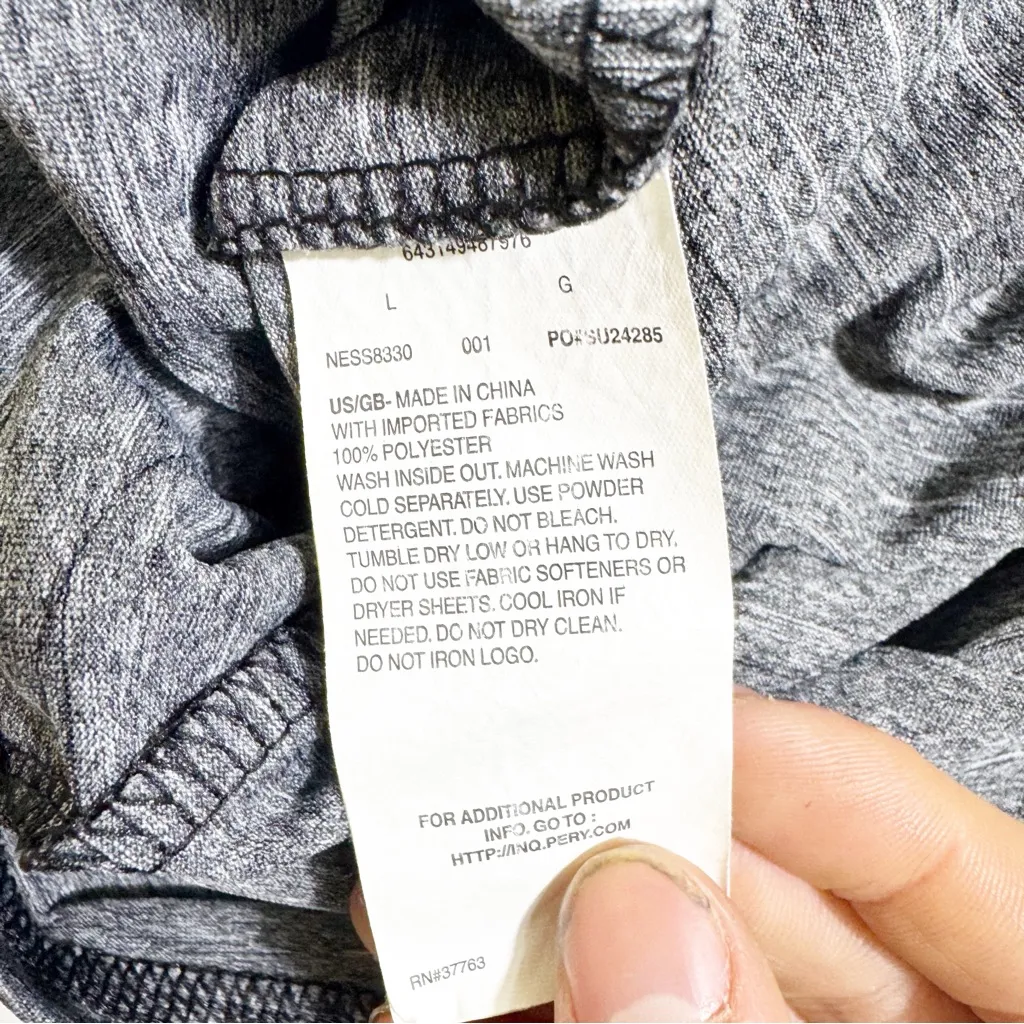 643149487976
L G
NESS8330 001 PO#SU24285
US/GB- MADE IN CHINA
WITH IMPORTED FABRICS
100% POLYESTER
WASH INSIDE OUT. MACHINE WASH
COLD SEPARATELY. USE POWDER
DETERGENT. DO NOT BLEACH.
TUMBLE DRY LOW OR HANG TO DRY.
DO NOT USE FABRIC SOFTENERS OR
DRYER SHEETS. COOL IRON IF
NEEDED. DO NOT DRY CLEAN.
DO NOT IRON LOGO.
FOR ADDITIONAL PRODUCT
INFO. GO TO :
HTTP://INQ.PERY.COM
RN#37763